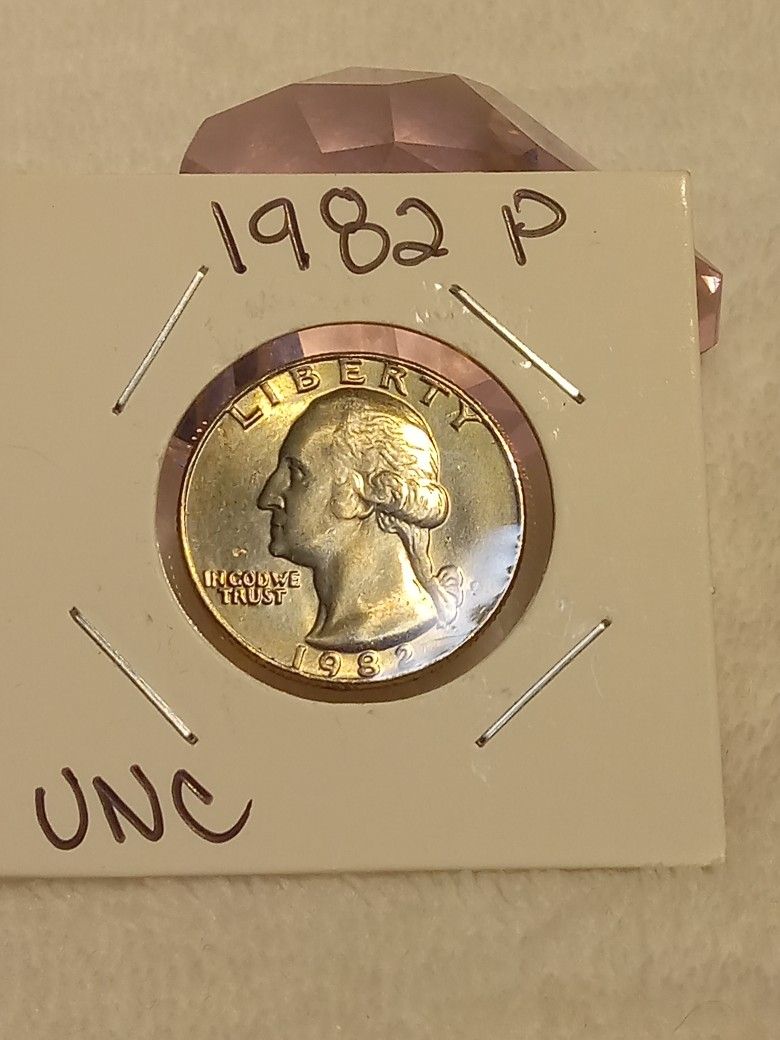 1982 P
LIBERTY
IN GOD WE
TRUST
1982
UNC